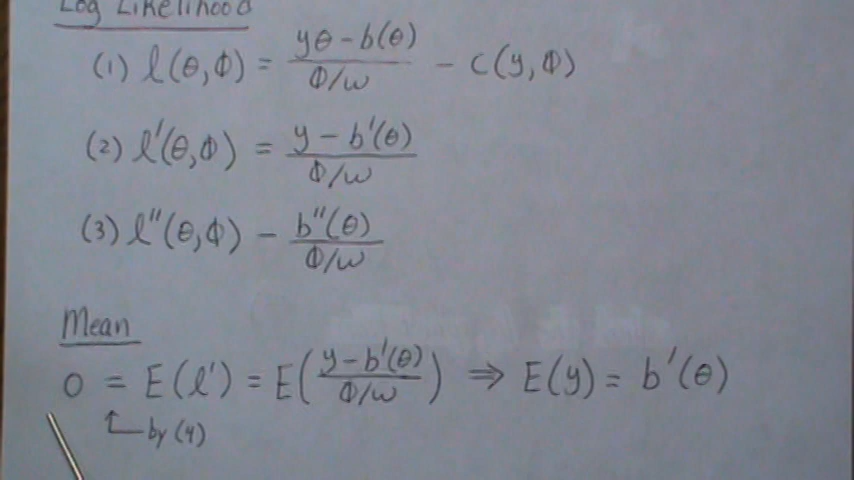 Log Likelihood
(1) l(θ,Φ) = yθ - b(θ) / Φ/w - c(y,Φ)
(2) l'(θ,Φ) = y - b'(θ) / Φ/w
(3) l''(θ,Φ) - b''(θ) / Φ/w
Mean
0 = E(l') = E(y-b'(θ) / Φ/w) ⇒ E(y) = b'(θ)
by (4)